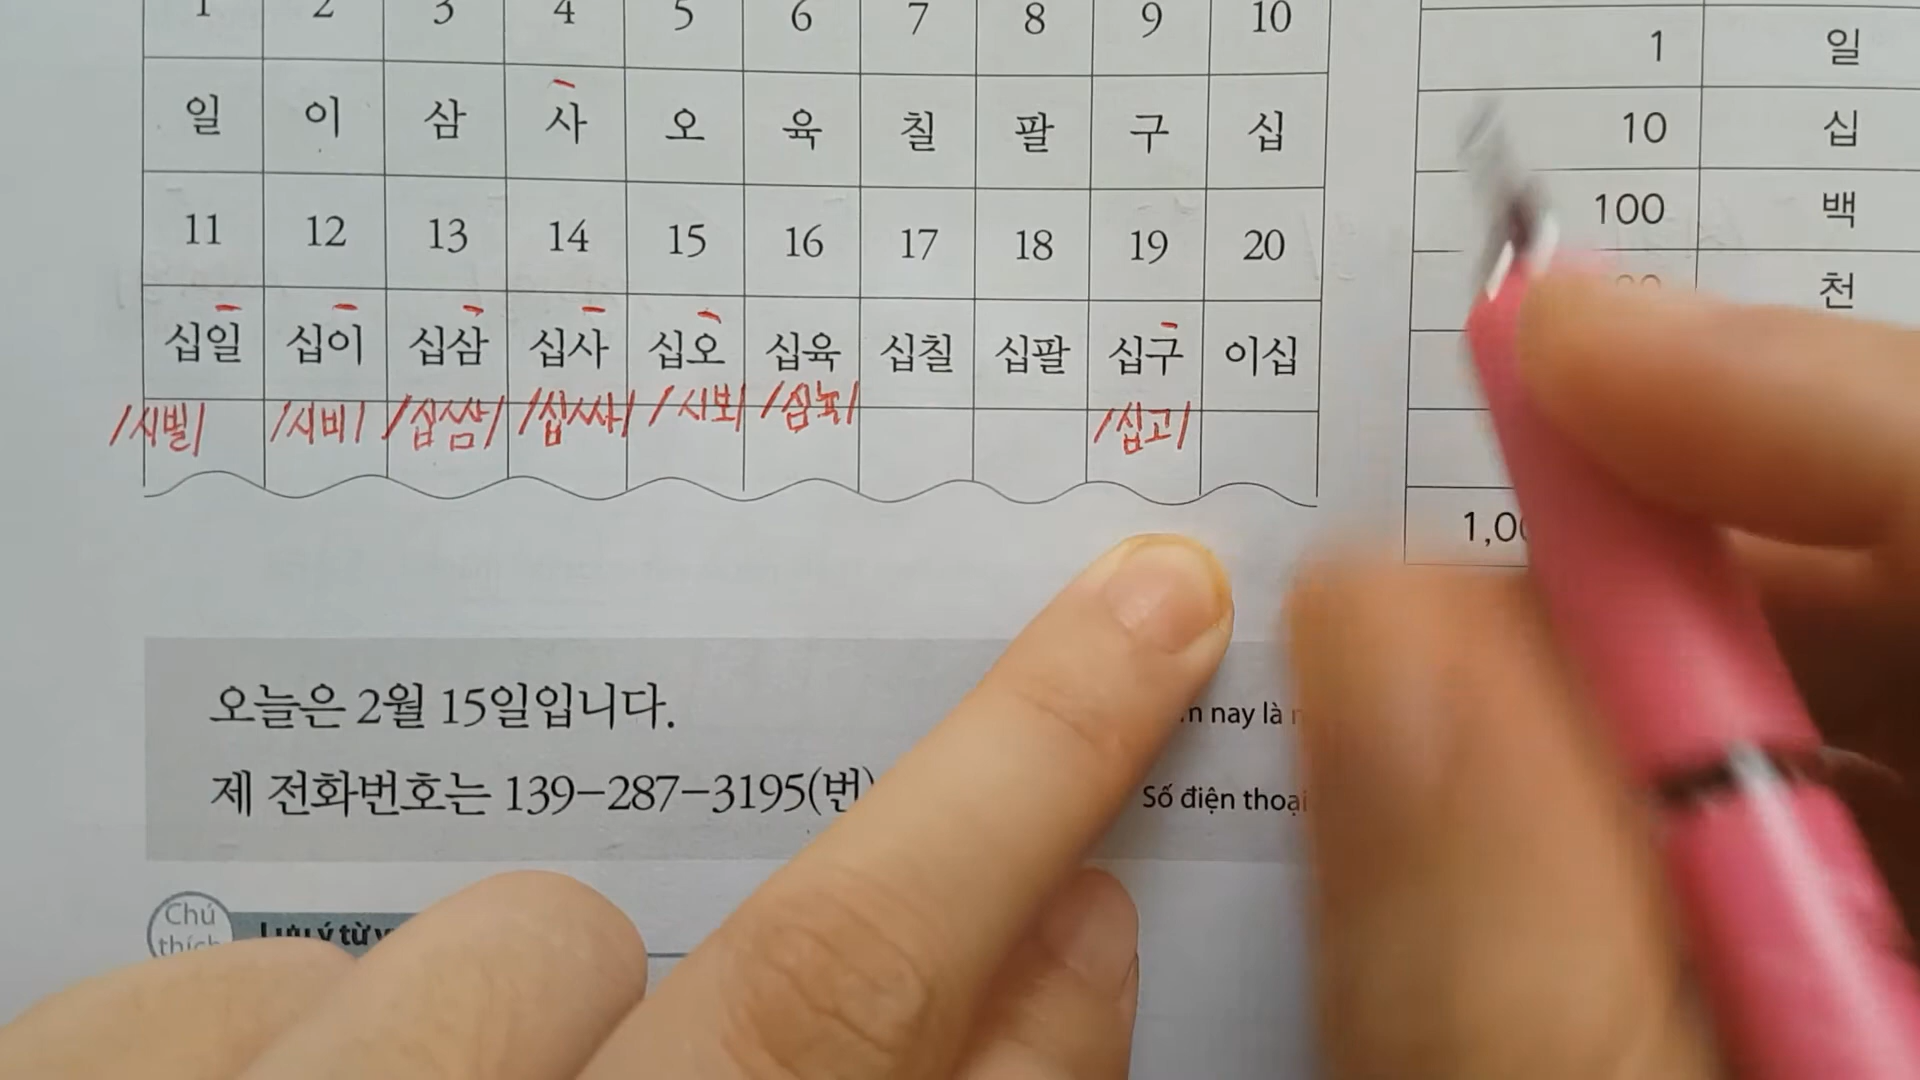 1 2 3 4 5 6 7 8 9 10
일 이 삼 사 오 육 칠 팔 구 십
11 12 13 14 15 16 17 18 19 20
십일 십이 십삼 십사 십오 십육 십칠 십팔 십구 이십
/시빌/ /시비/ /십쌈/ /십싸/ /시보/ /심뉵/ /십고/
1 일
10 십
100 백
천
오늘은 2월 15일입니다.
nay là
제 전화번호는 139-287-3195(번)
Số điện thoại
Chú thích
Lưu ý từ